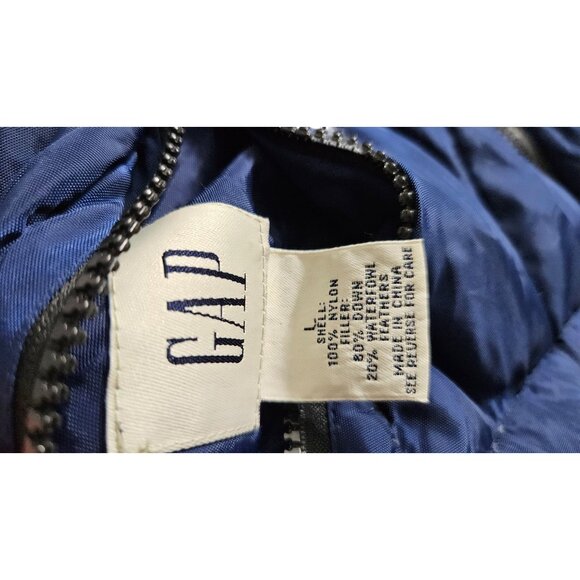 GAP
L
SHELL:
100% NYLON
FILLER:
80% DOWN
20% WATERFOWL
FEATHERS
MADE IN CHINA
SEE REVERSE FOR CARE